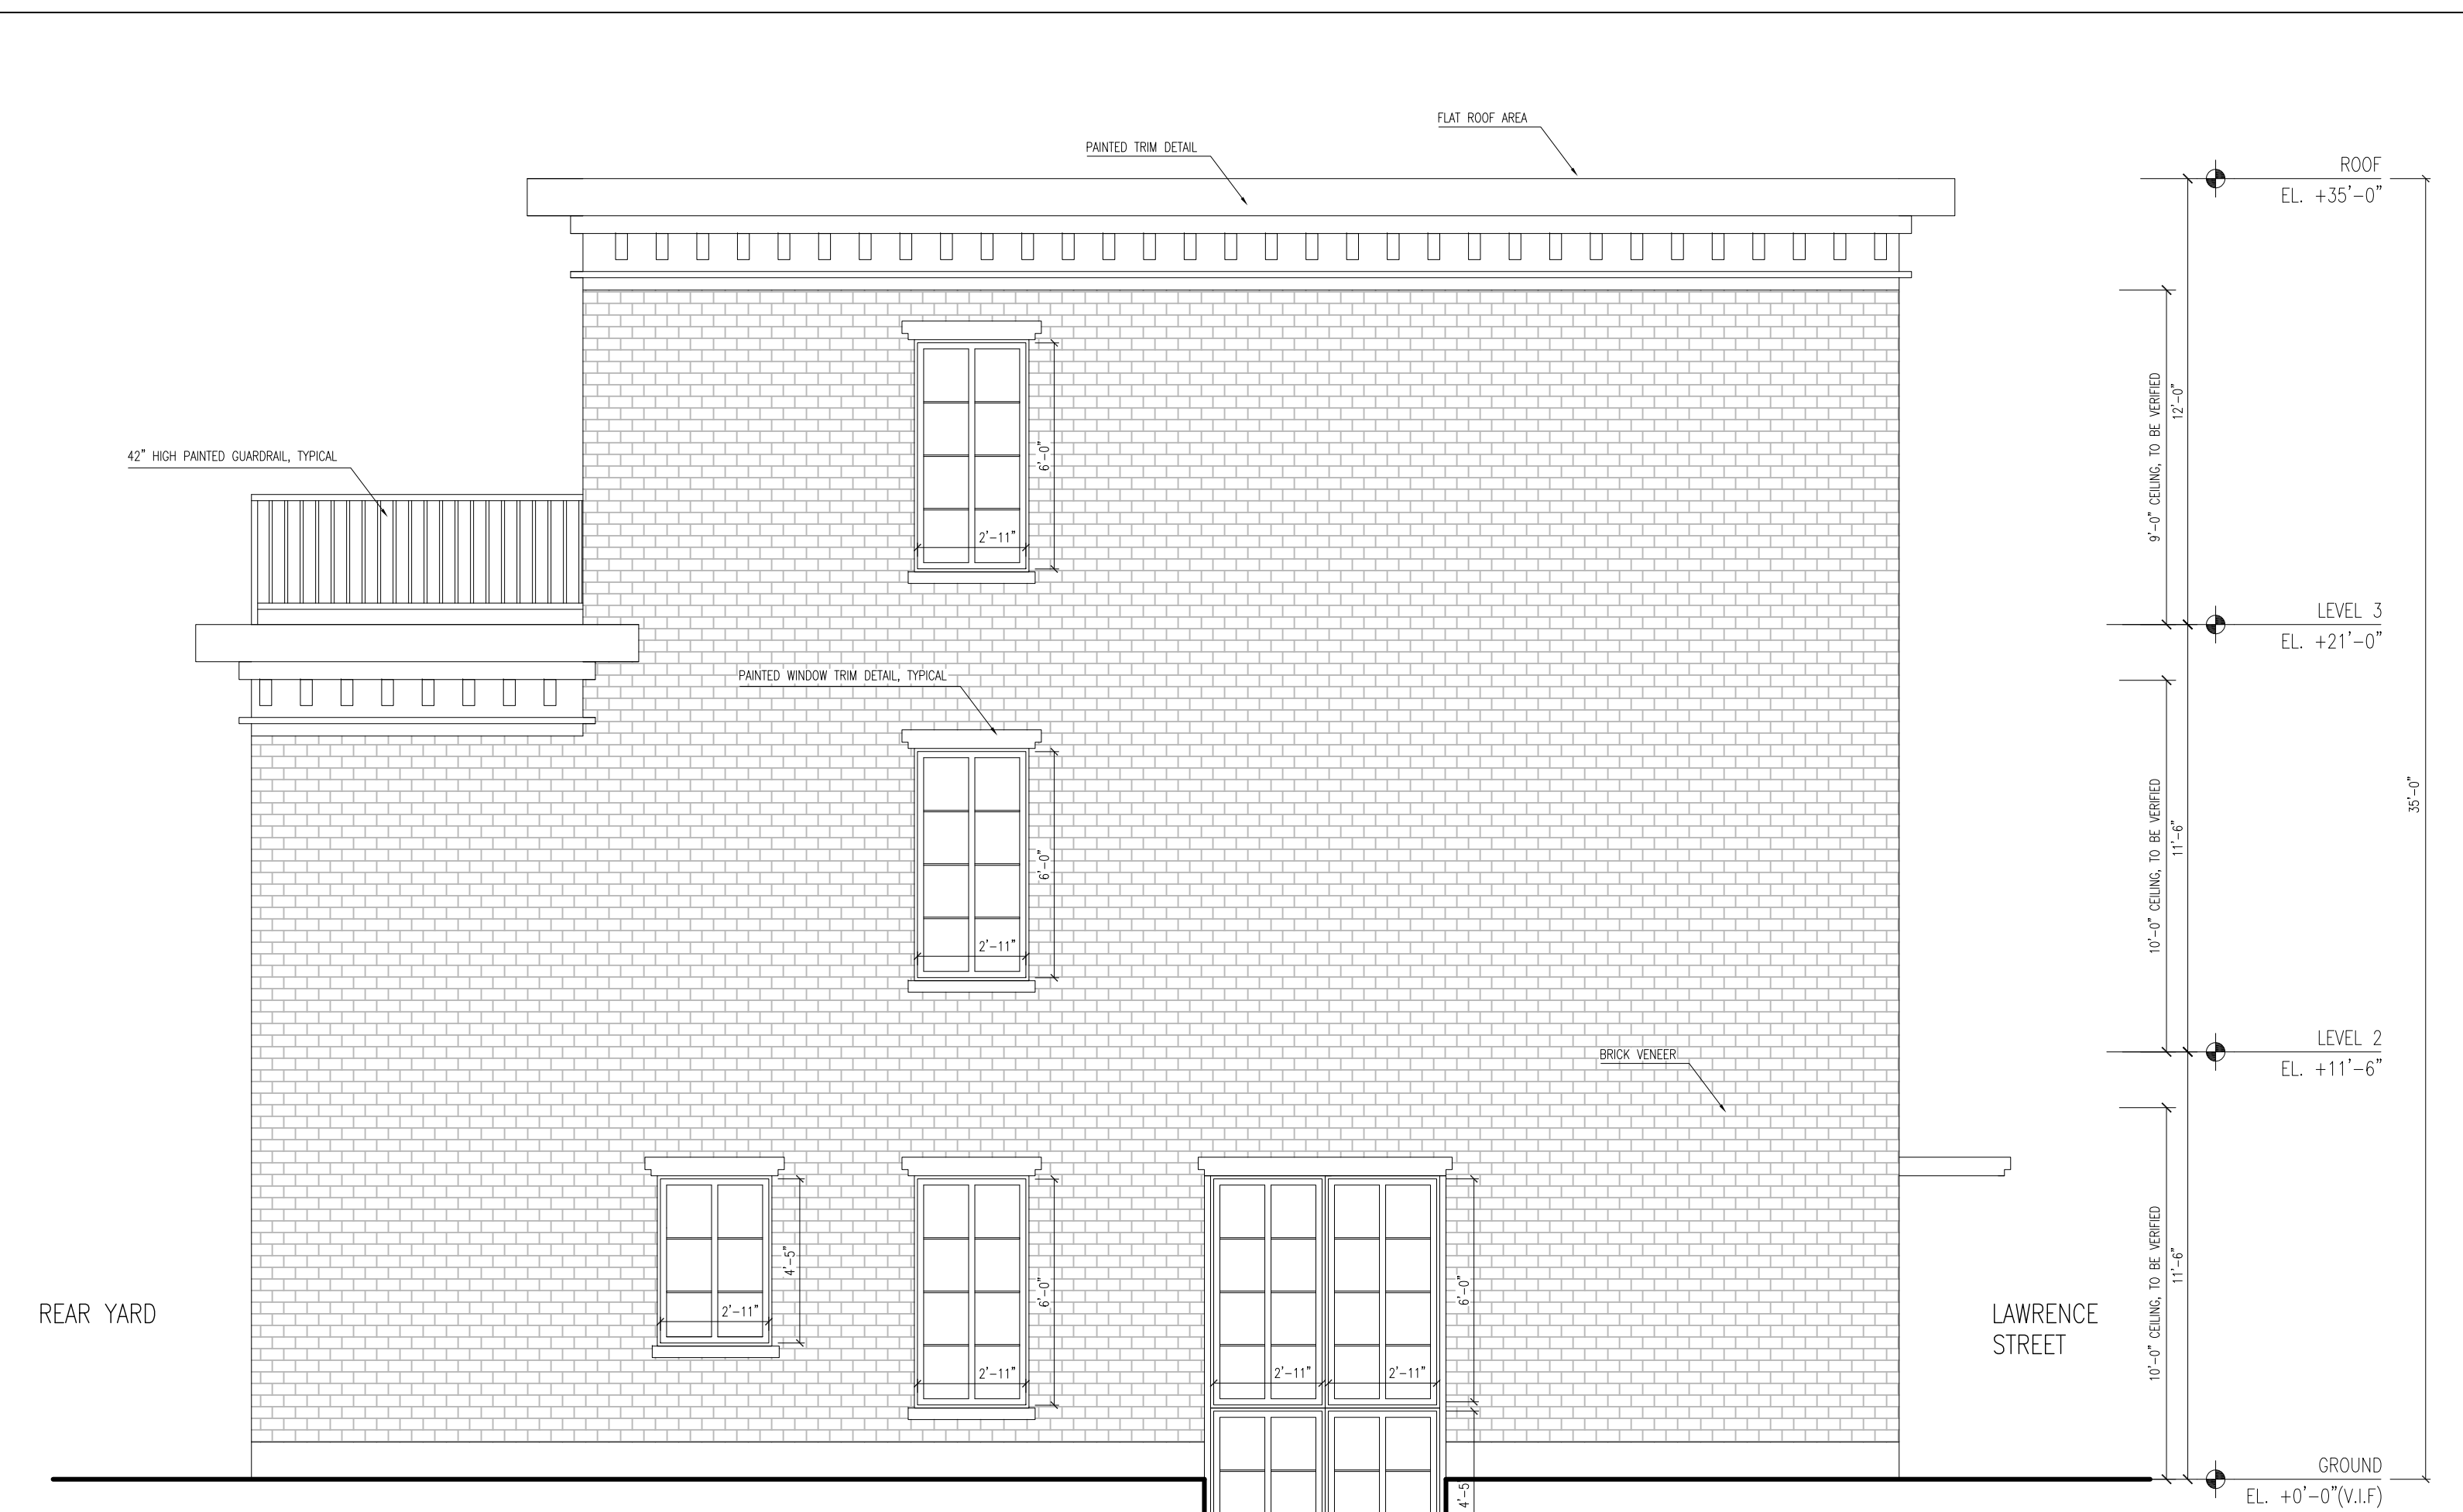 FLAT ROOF AREA
PAINTED TRIM DETAIL
ROOF
EL. +35'-0"
9'-0" CEILING, TO BE VERIFIED
12'-0"
42" HIGH PAINTED GUARDRAIL, TYPICAL
6'-0"
2'-11"
LEVEL 3
EL. +21'-0"
PAINTED WINDOW TRIM DETAIL, TYPICAL
10'-0" CEILING, TO BE VERIFIED
11'-6"
35'-0"
6'-0"
2'-11"
LEVEL 2
EL. +11'-6"
BRICK VENEER
4'-5"
2'-11"
6'-0"
2'-11"
6'-0"
2'-11"
2'-11"
10'-0" CEILING, TO BE VERIFIED
11'-6"
REAR YARD
LAWRENCE
STREET
GROUND
EL. +0'-0"(V.I.F)
4'-5"